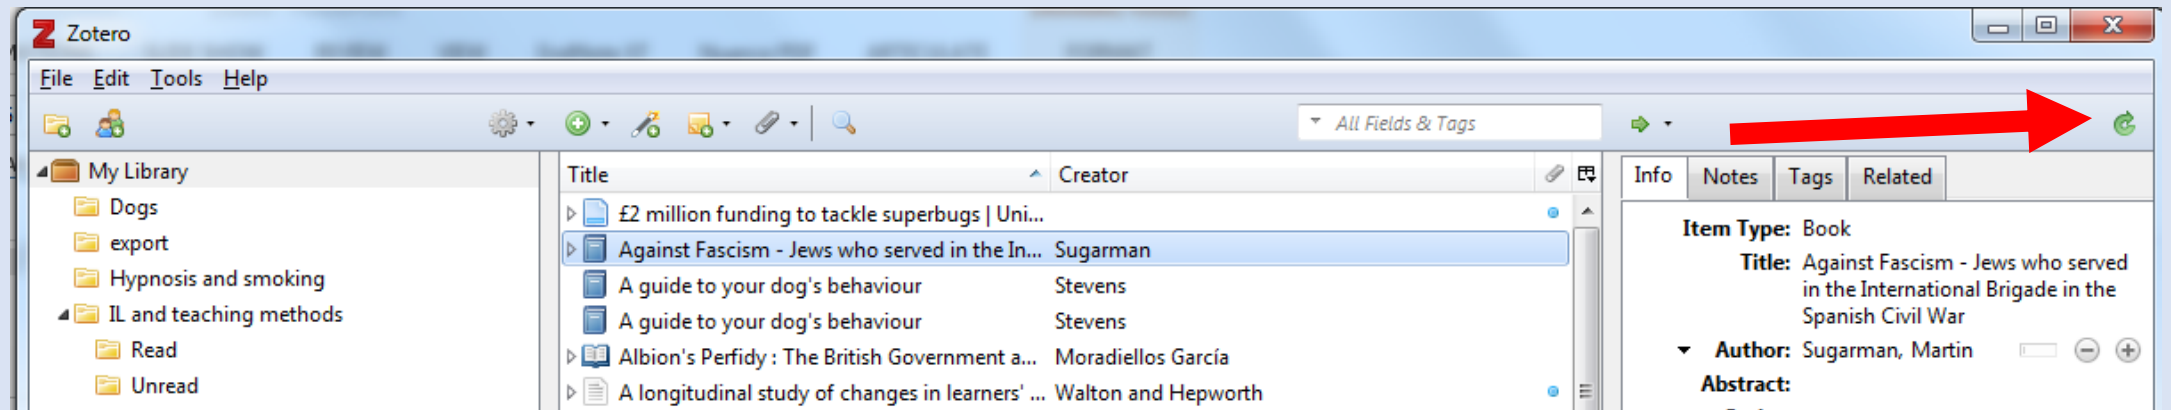 Zotero
File Edit Tools Help
All Fields & Tags
My Library
Dogs
export
Hypnosis and smoking
IL and teaching methods
Read
Unread
Title Creator
£2 million funding to tackle superbugs | Uni...
Against Fascism - Jews who served in the In... Sugarman
A guide to your dog's behaviour Stevens
A guide to your dog's behaviour Stevens
Albion's Perfidy : The British Government a... Moradiellos García
A longitudinal study of changes in learners' ... Walton and Hepworth
Info Notes Tags Related
Item Type: Book
Title: Against Fascism - Jews who served
in the International Brigade in the
Spanish Civil War
Author: Sugarman, Martin
Abstract: